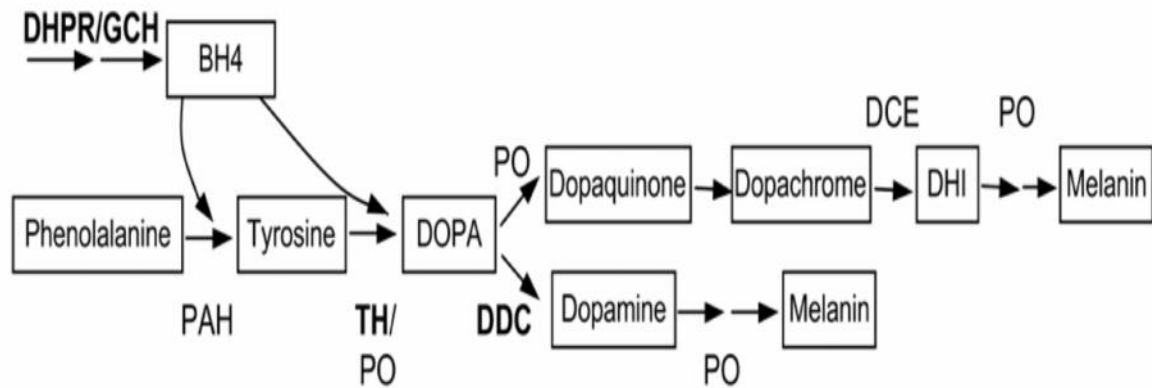 DHPR/GCH
BH4
DCE
PO
PO
Dopaquinone
Dopachrome
DHI
Melanin
Phenolalanine
Tyrosine
DOPA
PAH
TH/
PO
DDC
Dopamine
Melanin
PO